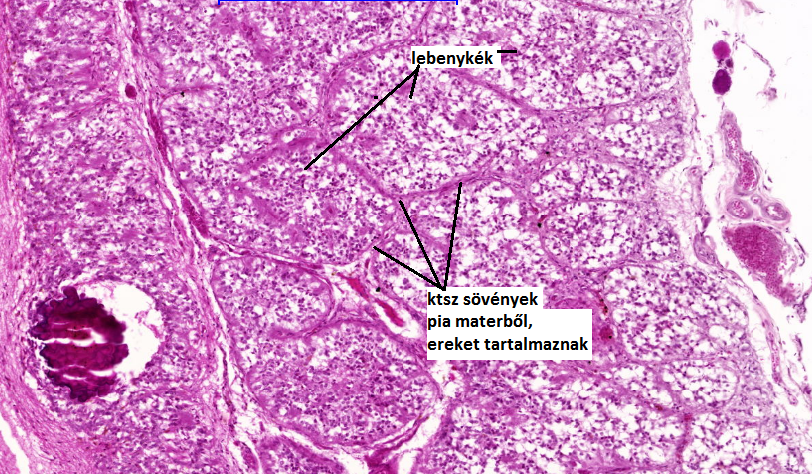 lebenykék
ktsz sövények
pia materből,
ereket tartalmaznak